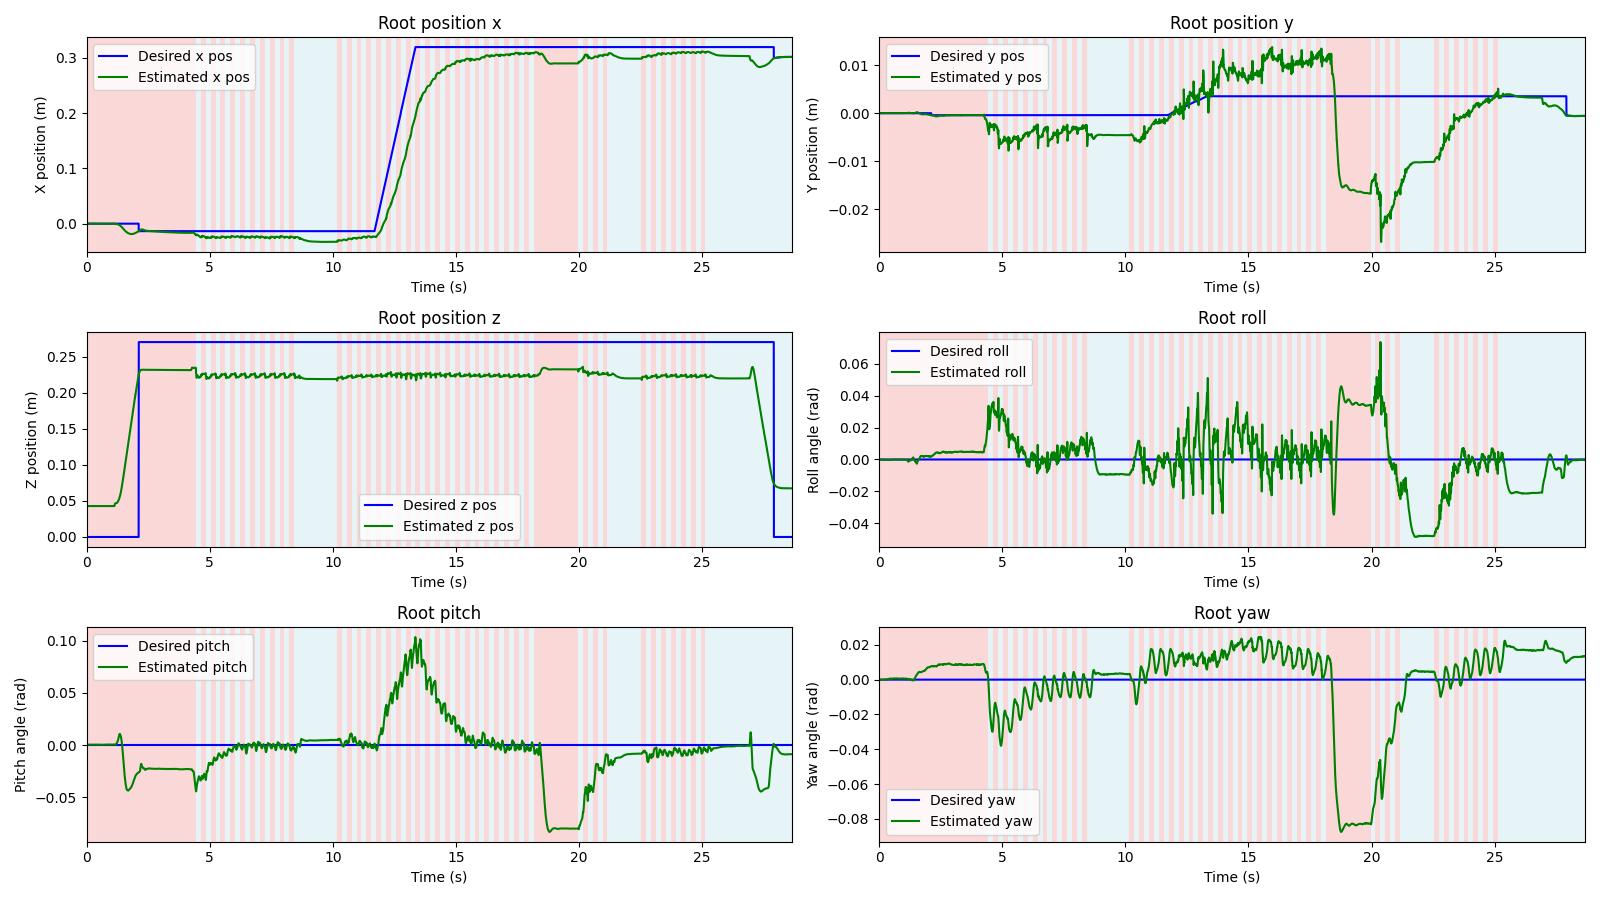 Root position x
Desired x pos
Estimated x pos
X position (m)
0.3
0.2
0.1
0.0
0 5 10 15 20 25
Time (s)
Root position y
Desired y pos
Estimated y pos
Y position (m)
0.01
0.00
−0.01
−0.02
0 5 10 15 20 25
Time (s)
Root position z
Desired z pos
Estimated z pos
Z position (m)
0.25
0.20
0.15
0.10
0.05
0.00
0 5 10 15 20 25
Time (s)
Root roll
Desired roll
Estimated roll
Roll angle (rad)
0.06
0.04
0.02
0.00
−0.02
−0.04
0 5 10 15 20 25
Time (s)
Root pitch
Desired pitch
Estimated pitch
Pitch angle (rad)
0.10
0.05
0.00
−0.05
0 5 10 15 20 25
Time (s)
Root yaw
Desired yaw
Estimated yaw
Yaw angle (rad)
0.02
0.00
−0.02
−0.04
−0.06
−0.08
0 5 10 15 20 25
Time (s)